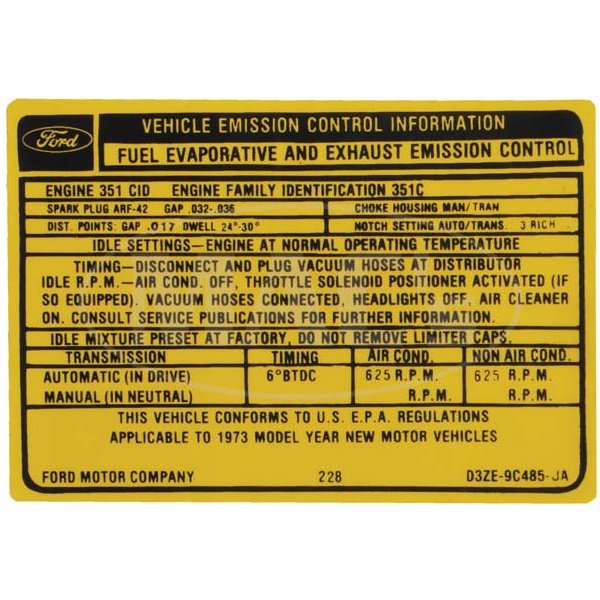 Ford
VEHICLE EMISSION CONTROL INFORMATION
FUEL EVAPORATIVE AND EXHAUST EMISSION CONTROL
ENGINE 351 CID ENGINE FAMILY IDENTIFICATION 351C
SPARK PLUG ARF-42 GAP .032-.036 CHOKE HOUSING MAN/TRAN
DIST. POINTS: GAP .017 DWELL 24°-30° NOTCH SETTING AUTO/TRANS. 3 RICH
IDLE SETTINGS—ENGINE AT NORMAL OPERATING TEMPERATURE
TIMING—DISCONNECT AND PLUG VACUUM HOSES AT DISTRIBUTOR
IDLE R.P.M.—AIR COND. OFF, THROTTLE SOLENOID POSITIONER ACTIVATED (IF
SO EQUIPPED). VACUUM HOSES CONNECTED, HEADLIGHTS OFF, AIR CLEANER
ON. CONSULT SERVICE PUBLICATIONS FOR FURTHER INFORMATION.
IDLE MIXTURE PRESET AT FACTORY, DO NOT REMOVE LIMITER CAPS.
TRANSMISSION TIMING AIR COND. NON AIR COND.
AUTOMATIC (IN DRIVE) 6°BTDC 625 R.P.M. 625 R.P.M.
MANUAL (IN NEUTRAL) R.P.M. R.P.M.
THIS VEHICLE CONFORMS TO U.S. E.P.A. REGULATIONS
APPLICABLE TO 1973 MODEL YEAR NEW MOTOR VEHICLES
FORD MOTOR COMPANY 228 D3ZE-9C485-JA